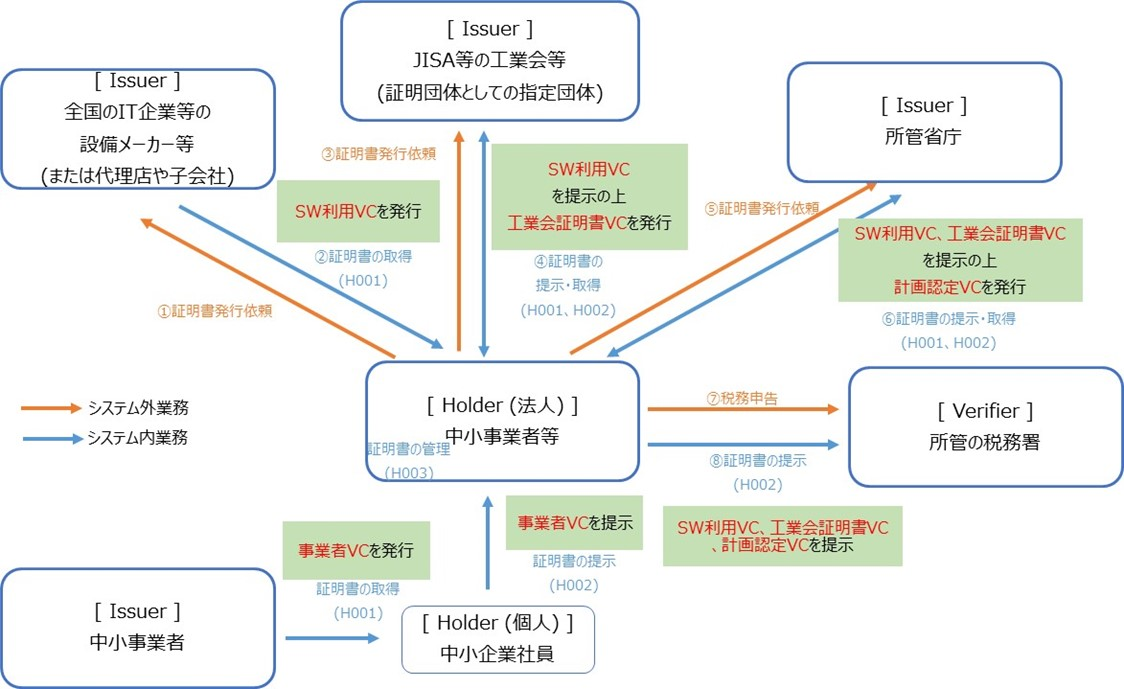 [ Issuer ]
JISA等の工業会等
(証明団体としての指定団体)
[ Issuer ]
全国のIT企業等の
設備メーカー等
(または代理店や子会社)
[ Issuer ]
所管省庁
③証明書発行依頼
SW利用VC
を提示の上
工業会証明書VCを発行
SW利用VCを発行
⑤証明書発行依頼
②証明書の取得
(H001)
④証明書の
提示・取得
(H001、H002)
SW利用VC、工業会証明書VC
を提示の上
計画認定VCを発行
①証明書発行依頼
⑥証明書の提示・取得
(H001、H002)
システム外業務
システム内業務
[ Holder (法人) ]
中小事業者等
証明書の管理
(H003)
⑦税務申告
⑧証明書の提示
(H002)
[ Verifier ]
所管の税務署
事業者VCを発行
証明書の取得
(H001)
事業者VCを提示
証明書の提示
(H002)
SW利用VC、工業会証明書VC
、計画認定VCを提示
[ Issuer ]
中小事業者
[ Holder (個人) ]
中小企業社員